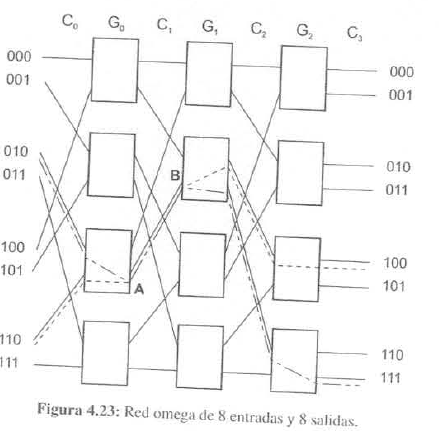 C₀ G₀ C₁ G₁ C₂ G₂ C₃
000 000
001 001
010 010
011 011
B
100 100
101 101
A
110 110
111 111
Figura 4.23: Red omega de 8 entradas y 8 salidas.